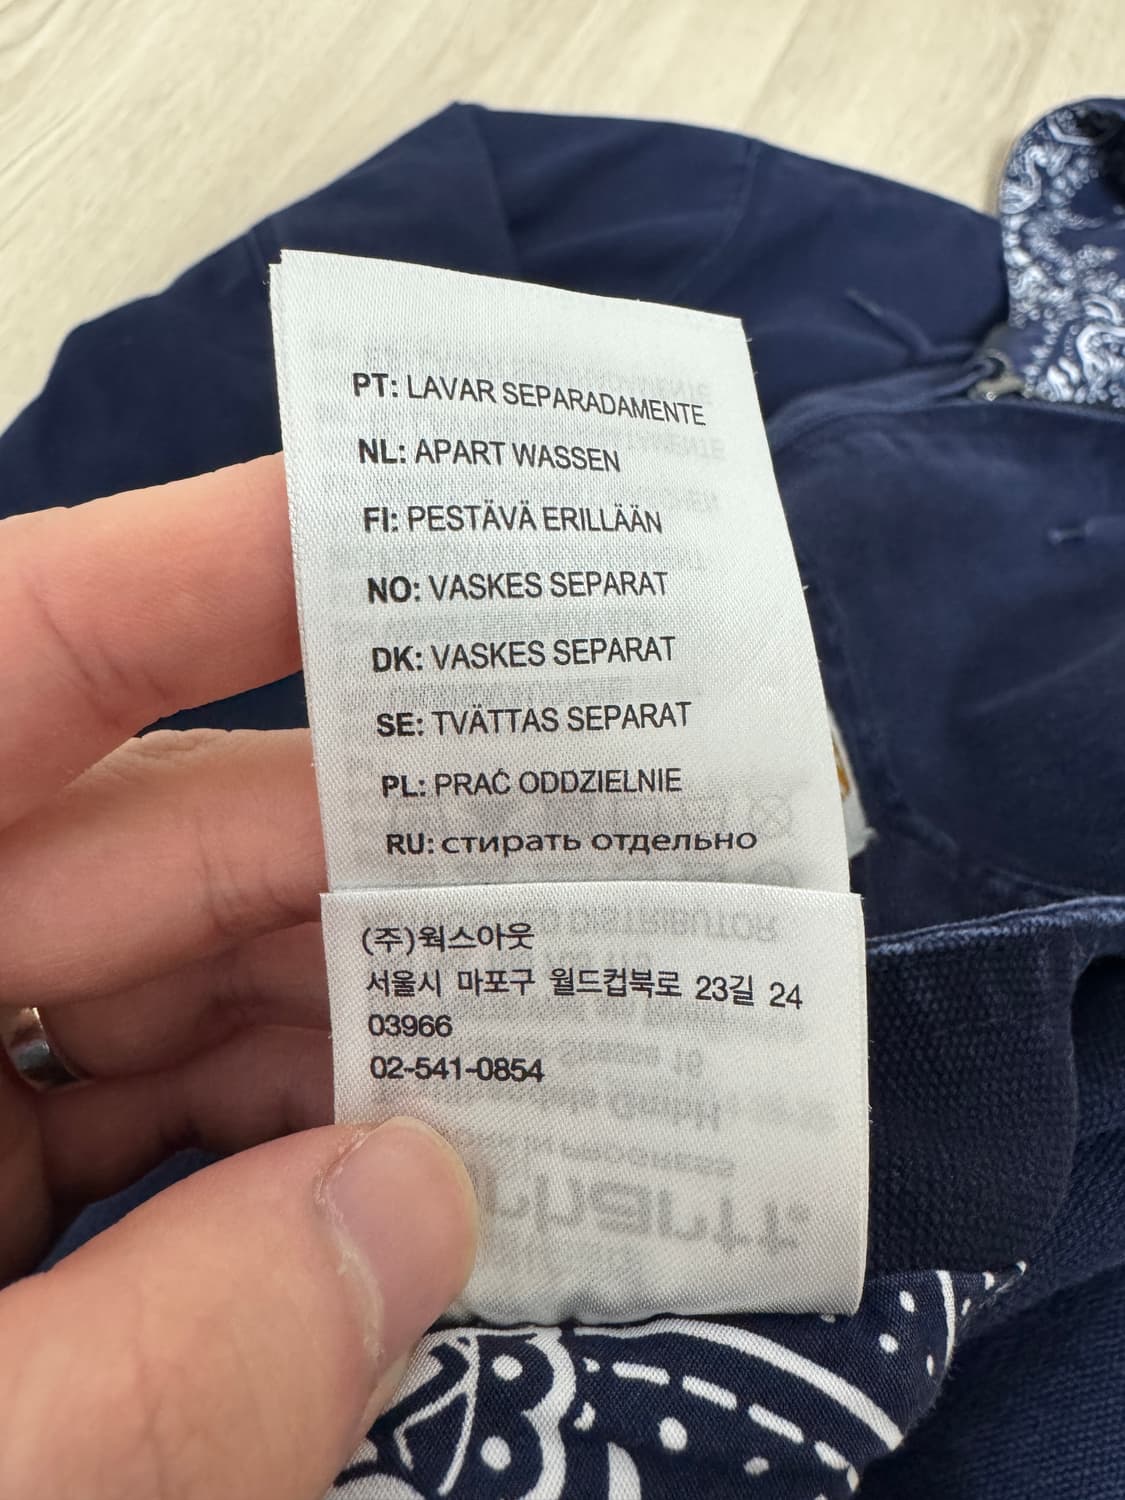 PT: LAVAR SEPARADAMENTE
NL: APART WASSEN
FI: PESTÄVÄ ERILLÄÄN
NO: VASKES SEPARAT
DK: VASKES SEPARAT
SE: TVÄTTAS SEPARAT
PL: PRAĆ ODDZIELNIE
RU: стирать отдельно
(주)웍스아웃
서울시 마포구 월드컵북로 23길 24
03966
02-541-0854